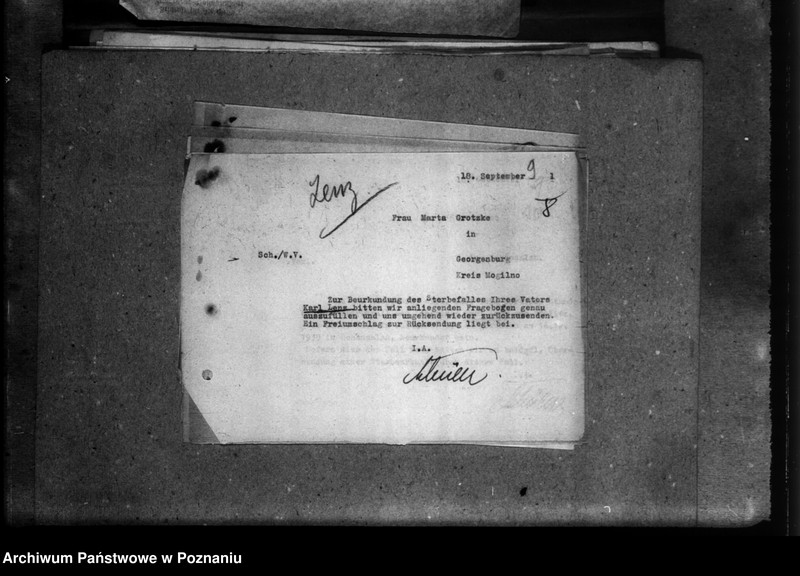 18. September 9 1
8
Lenz
Frau Marta Grotzke
in
Sch./W.V.
Georgenburg
Kreis Mogilno
Zur Beurkundung des Sterbefalles Ihres Vaters
Karl Lenz bitten wir anliegenden Fragebogen genau
auszufüllen und uns umgehend wieder zurückzusenden.
Ein Freiumschlag zur Rücksendung liegt bei.
I.A.
Archiwum Państwowe w Poznaniu